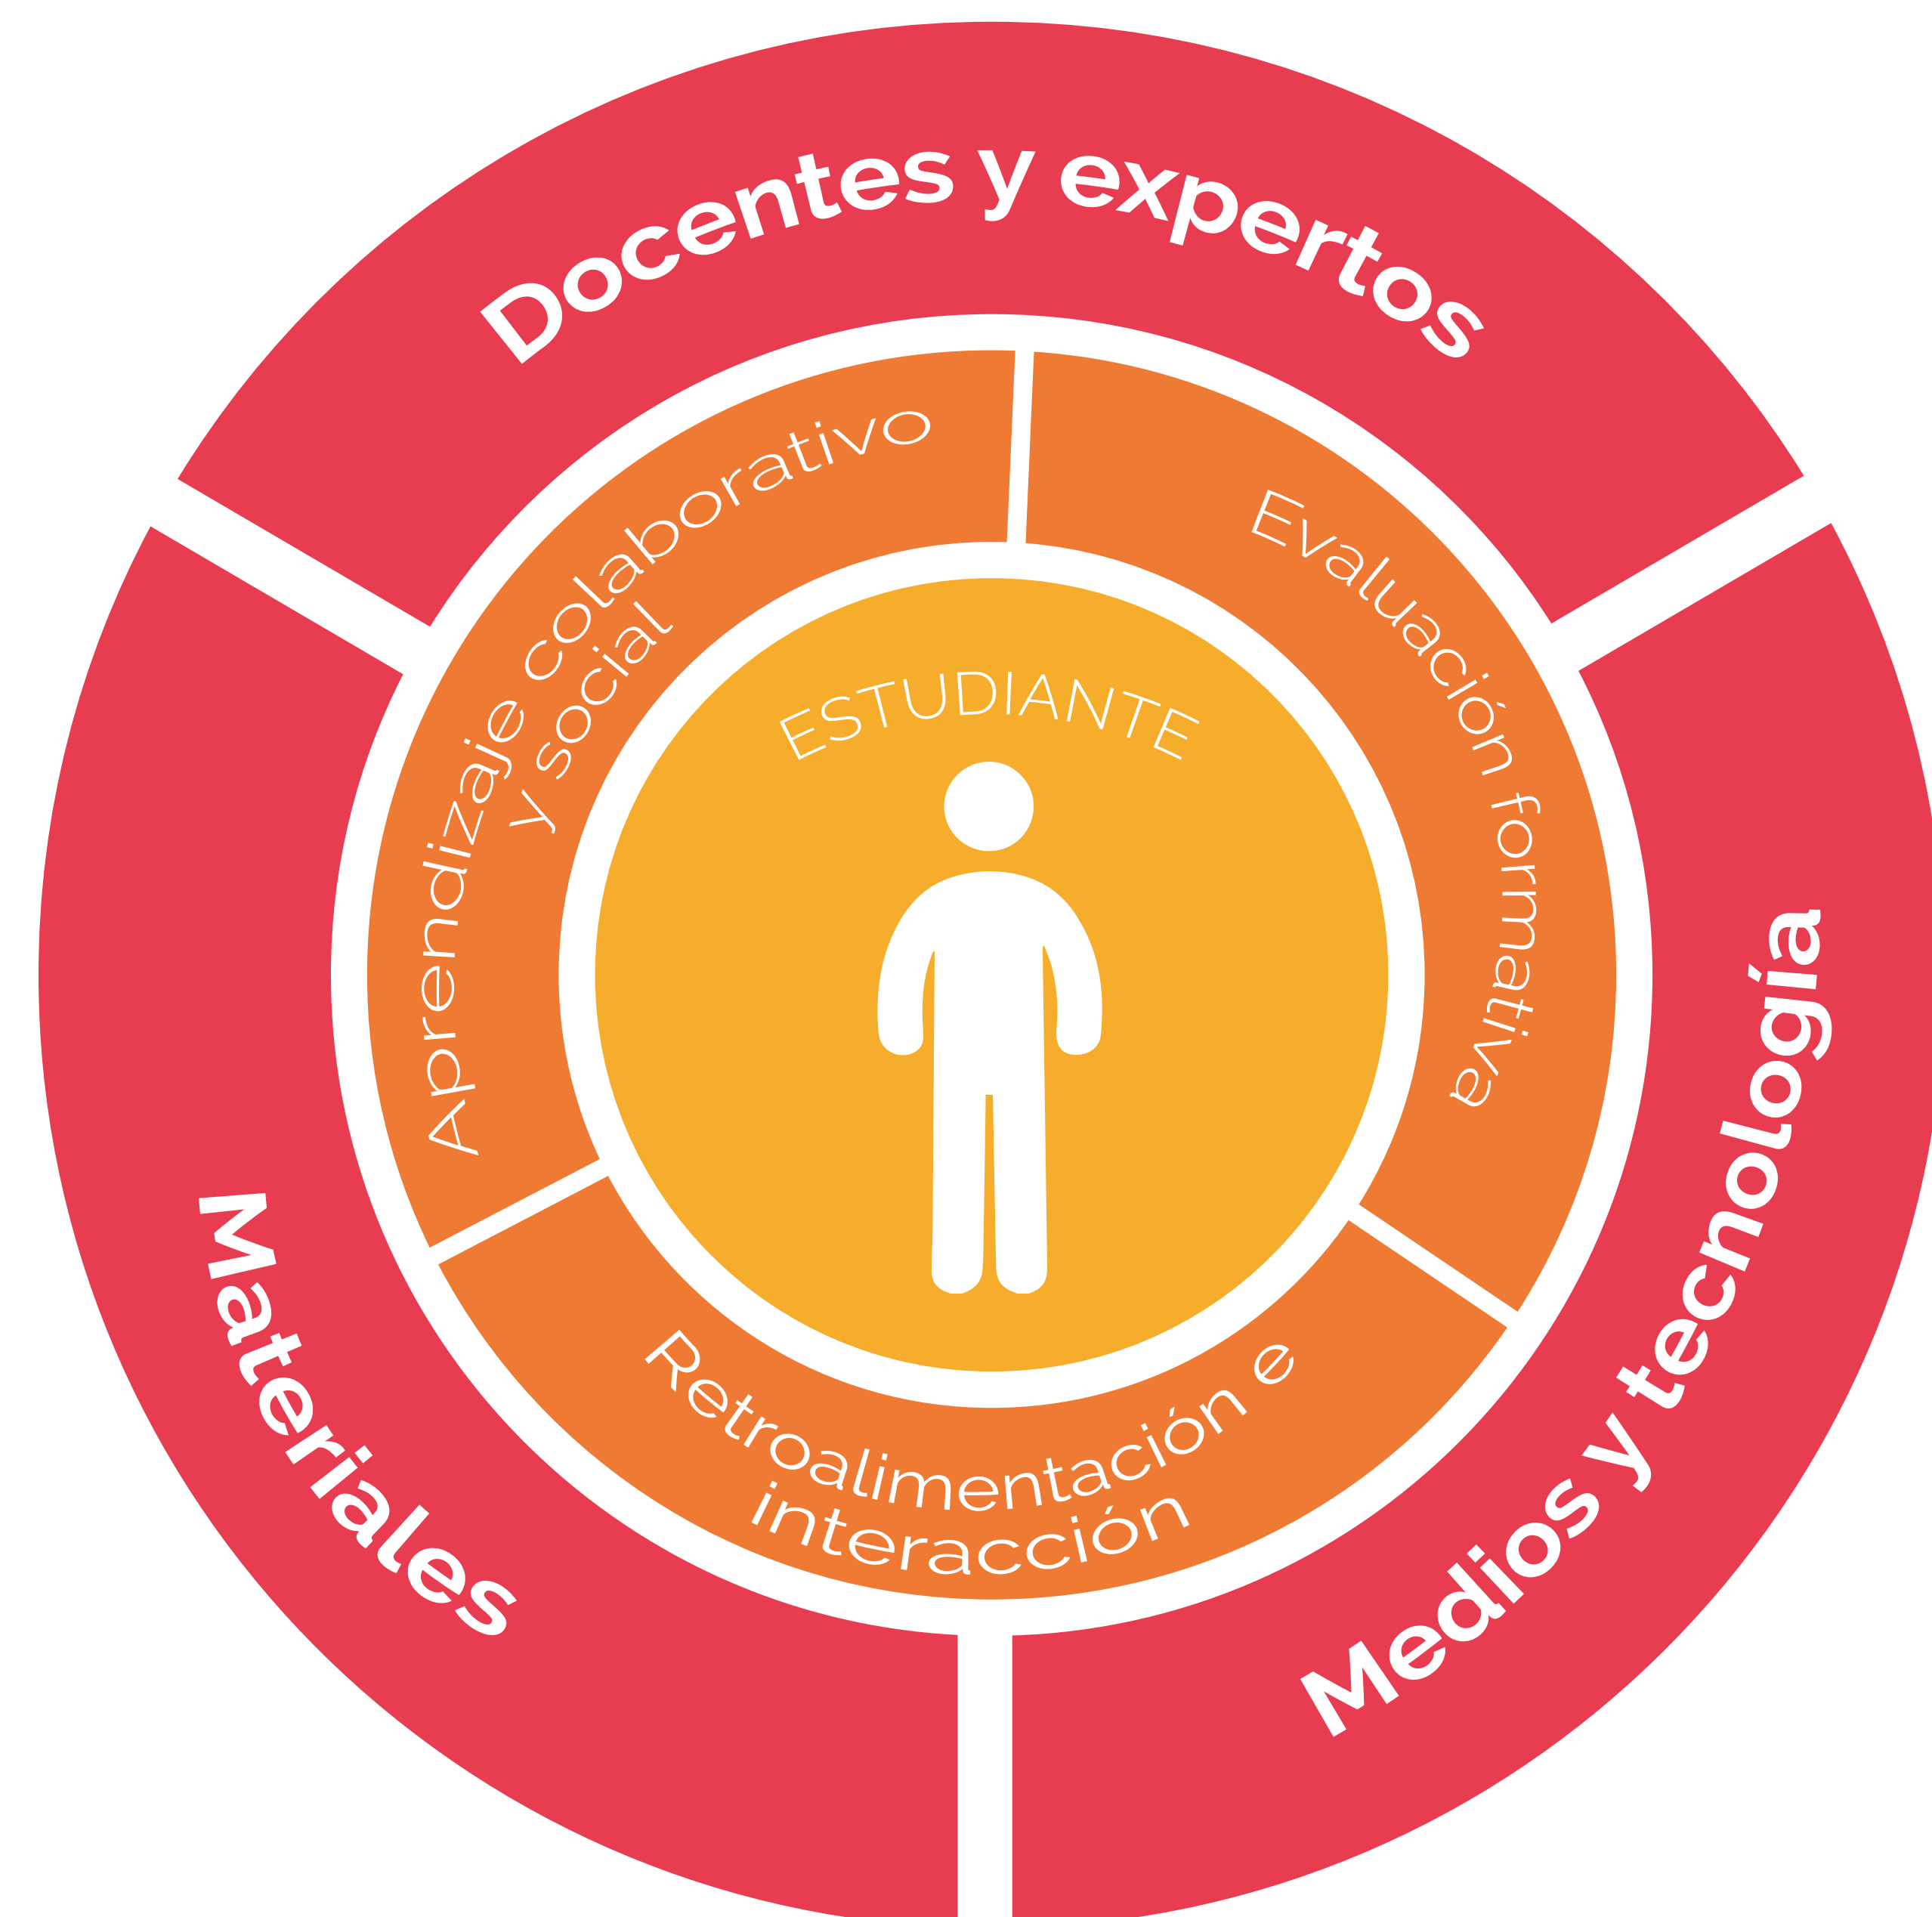 Docentes y expertos
Aprendizaje colaborativo
y social
Evaluación formativa
ESTUDIANTE
Retroalimentación e
interacción
Materiales
Medios y tecnología